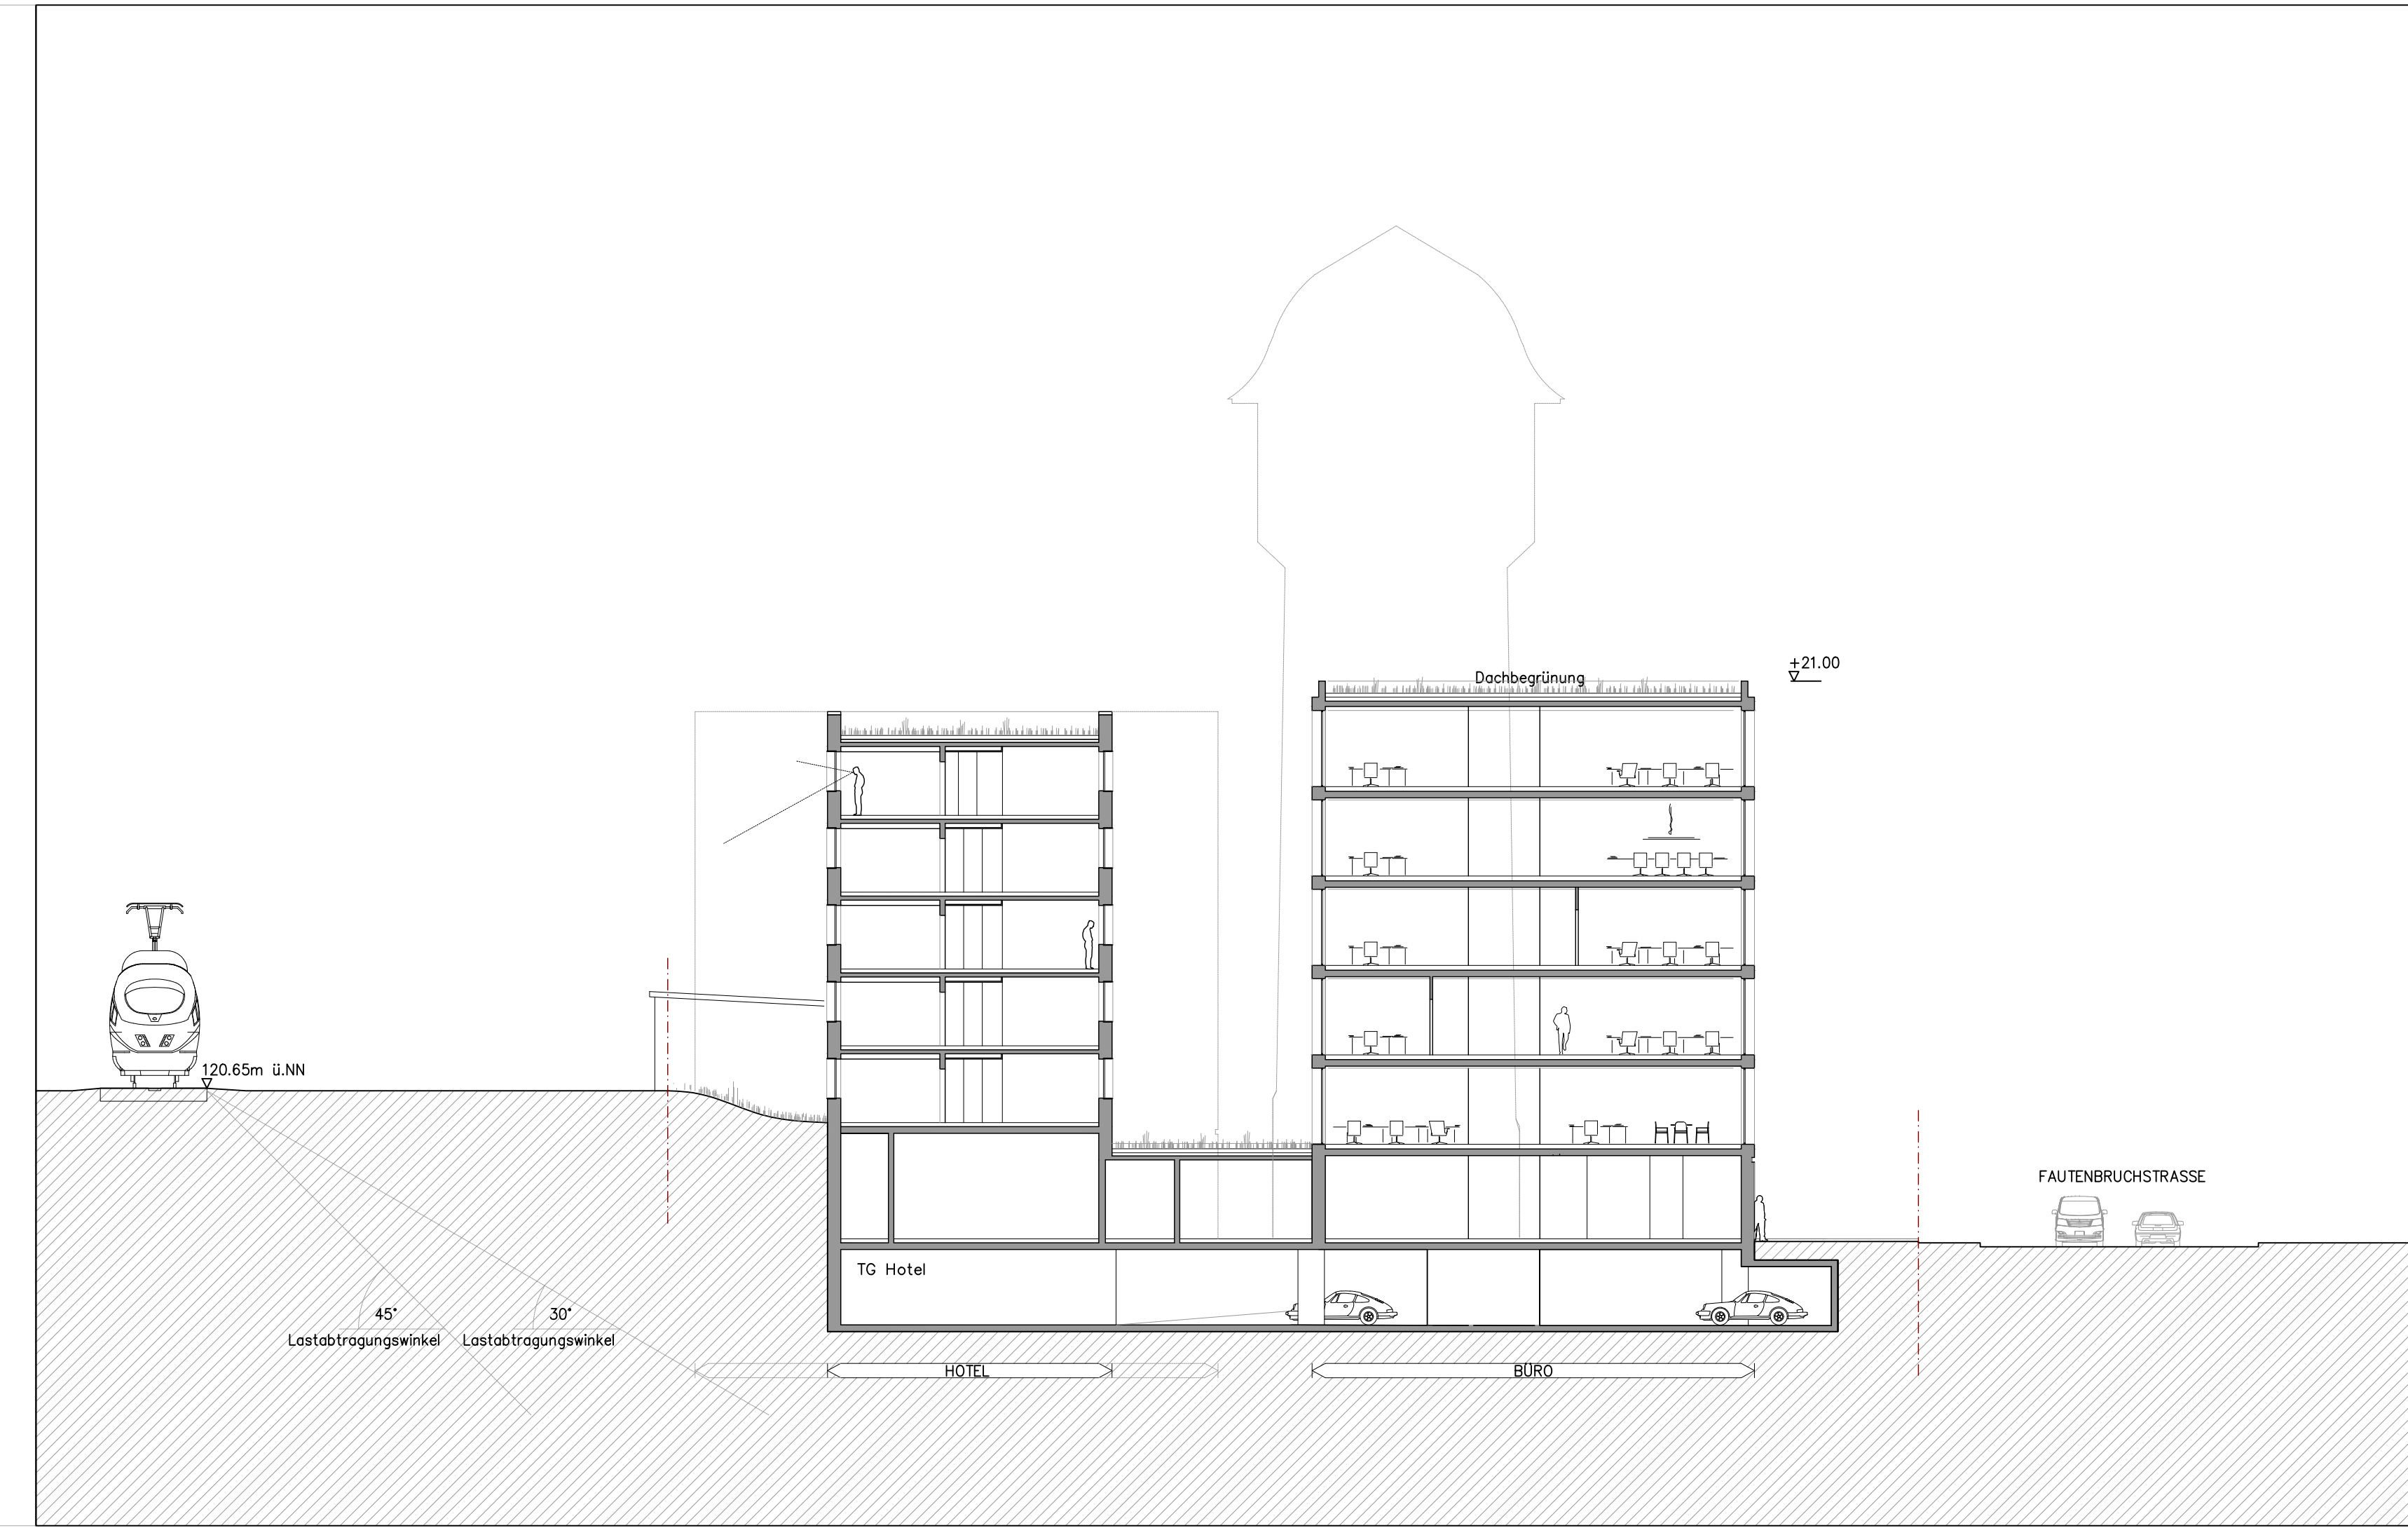 +21.00
Dachbegrünung
120.65m ü.NN
FAUTENBRUCHSTRASSE
TG Hotel
45°
30°
Lastabtragungswinkel
Lastabtragungswinkel
HOTEL
BÜRO